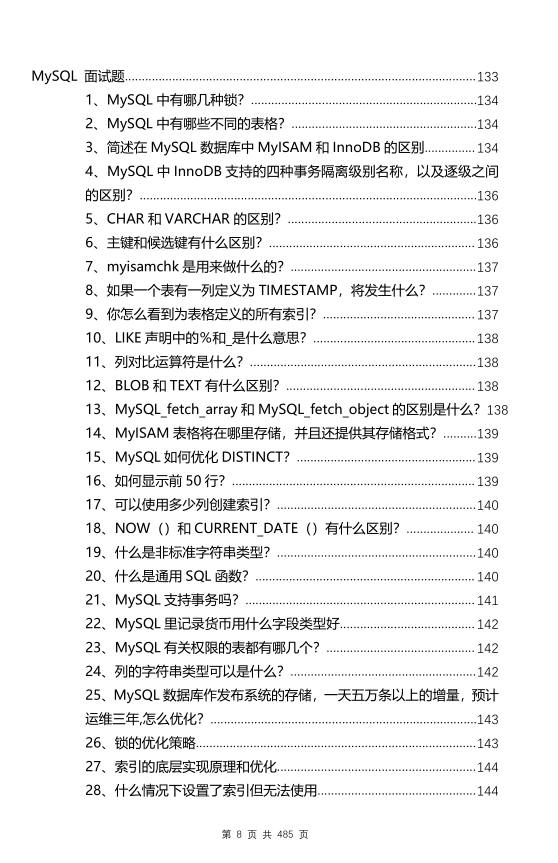 MySQL 面试题........................................................................................................133
1、MySQL 中有哪几种锁？....................................................................134
2、MySQL 中有哪些不同的表格？........................................................134
3、简述在 MySQL 数据库中 MyISAM 和 InnoDB 的区别...............134
4、MySQL 中 InnoDB 支持的四种事务隔离级别名称，以及逐级之间
的区别？....................................................................................................136
5、CHAR 和 VARCHAR 的区别？.........................................................136
6、主键和候选键有什么区别？..............................................................136
7、myisamchk 是用来做什么的？........................................................137
8、如果一个表有一列定义为 TIMESTAMP，将发生什么？.............137
9、你怎么看到为表格定义的所有索引？..............................................137
10、LIKE 声明中的％和_是什么意思？.................................................138
11、列对比运算符是什么？....................................................................138
12、BLOB 和 TEXT 有什么区别？.........................................................138
13、MySQL_fetch_array 和 MySQL_fetch_object 的区别是什么？138
14、MyISAM 表格将在哪里存储，并且还提供其存储格式？..........139
15、MySQL 如何优化 DISTINCT？......................................................139
16、如何显示前 50 行？.........................................................................139
17、可以使用多少列创建索引？............................................................140
18、NOW（）和 CURRENT_DATE（）有什么区别？....................140
19、什么是非标准字符串类型？............................................................140
20、什么是通用 SQL 函数？..................................................................140
21、MySQL 支持事务吗？.....................................................................141
22、MySQL 里记录货币用什么字段类型好........................................142
23、MySQL 有关权限的表都有哪几个？.............................................142
24、列的字符串类型可以是什么？........................................................142
25、MySQL 数据库作发布系统的存储，一天五万条以上的增量，预计
运维三年,怎么优化？...............................................................................143
26、锁的优化策略...................................................................................143
27、索引的底层实现原理和优化...........................................................144
28、什么情况下设置了索引但无法使用...............................................144
第 8 页 共 485 页